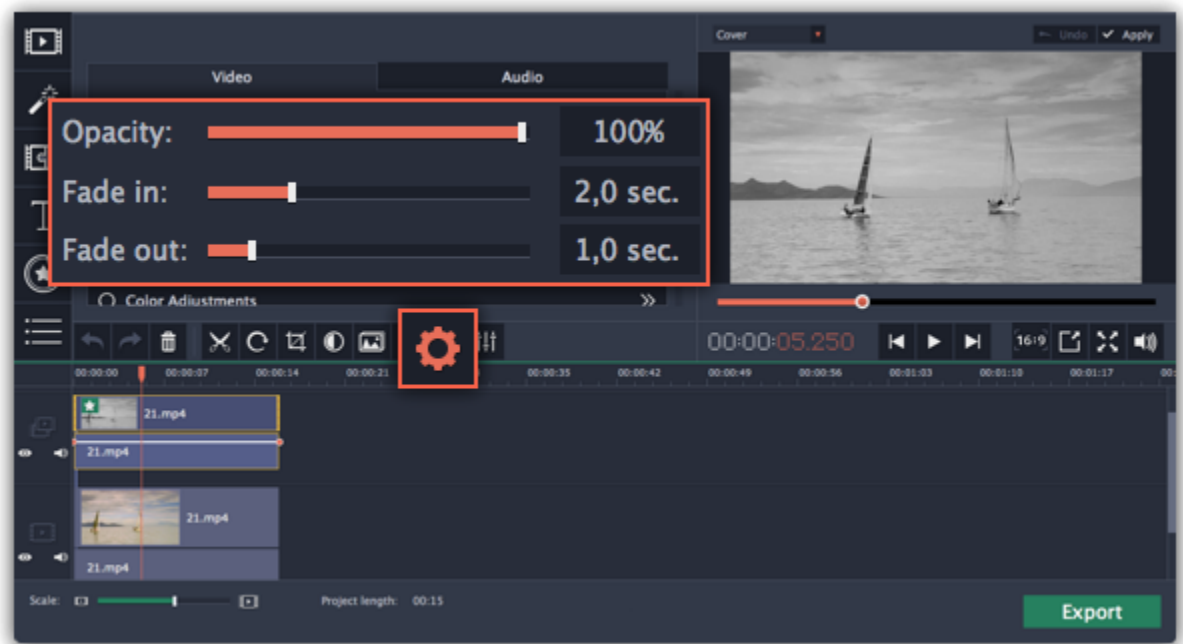 Cover
Undo
Apply
Video
Audio
Opacity:
100%
Fade in:
2,0 sec.
Fade out:
1,0 sec.
Color Adjustments
00:00:05.250
16:9
00:00:00 00:00:07 00:00:14 00:00:21 00:00:35 00:00:42 00:00:49 00:00:56 00:01:03 00:01:10 00:01:17
21.mp4
21.mp4
21.mp4
21.mp4
Scale:
Project length: 00:15
Export